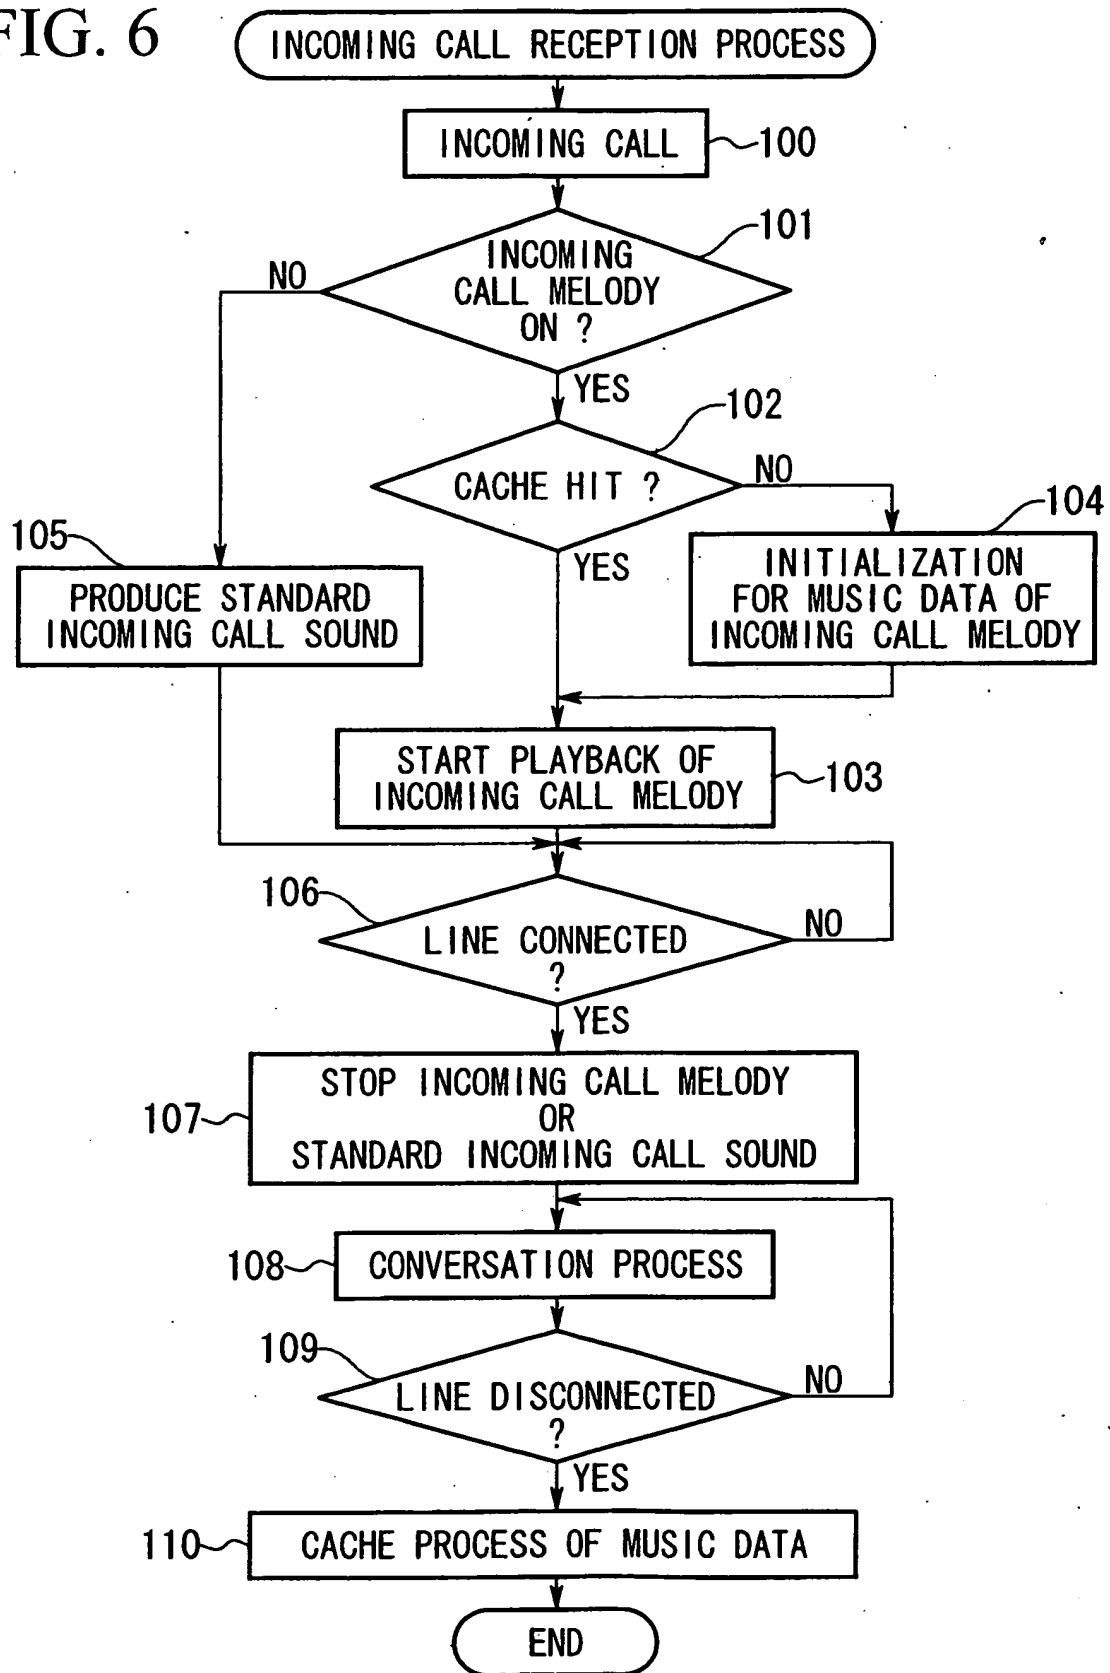 FIG. 6
INCOMING CALL RECEPTION PROCESS
INCOMING CALL
100
101
INCOMING
CALL MELODY
ON ?
NO
YES
102
CACHE HIT ?
NO
YES
104
INITIALIZATION
FOR MUSIC DATA OF
INCOMING CALL MELODY
105
PRODUCE STANDARD
INCOMING CALL SOUND
START PLAYBACK OF
INCOMING CALL MELODY
103
106
LINE CONNECTED
?
NO
YES
107
STOP INCOMING CALL MELODY
OR
STANDARD INCOMING CALL SOUND
108
CONVERSATION PROCESS
109
LINE DISCONNECTED
?
NO
YES
110
CACHE PROCESS OF MUSIC DATA
END